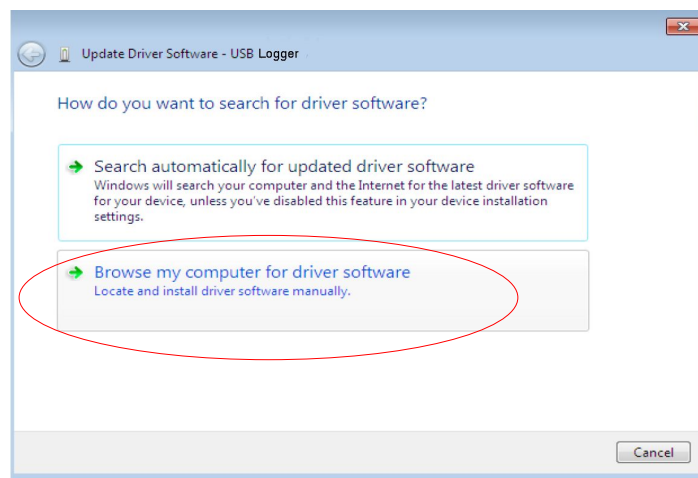 Update Driver Software - USB Logger
How do you want to search for driver software?
Search automatically for updated driver software
Windows will search your computer and the Internet for the latest driver software
for your device, unless you've disabled this feature in your device installation
settings.
Browse my computer for driver software
Locate and install driver software manually.
Cancel